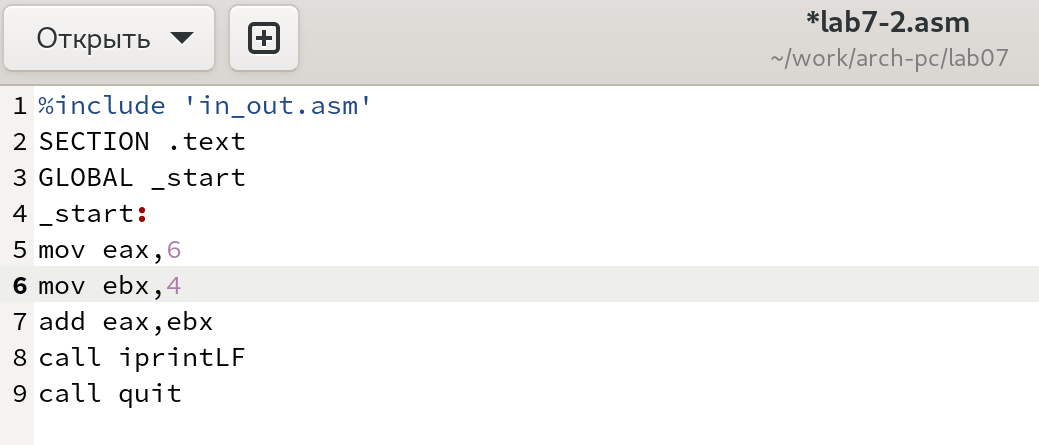 Открыть
*lab7-2.asm
~/work/arch-pc/lab07
1 %include 'in_out.asm'
2 SECTION .text
3 GLOBAL _start
4 _start:
5 mov eax,6
6 mov ebx,4
7 add eax,ebx
8 call iprintLF
9 call quit